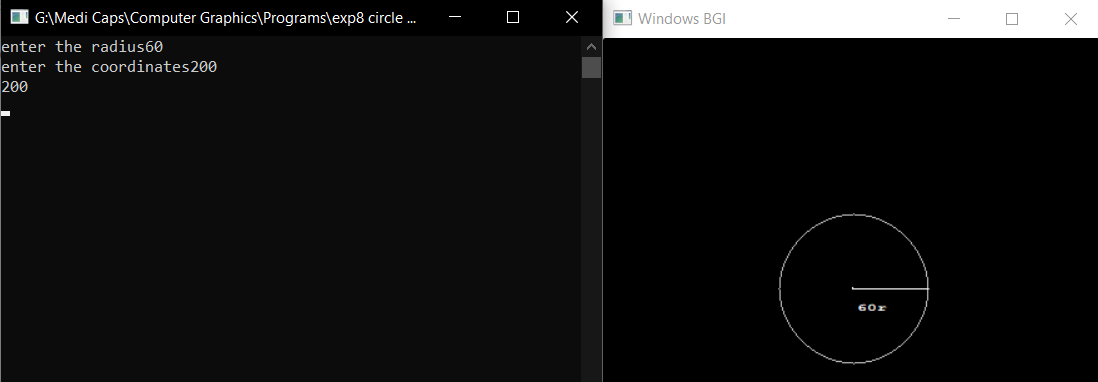 G:\Medi Caps\Computer Graphics\Programs\exp8 circle ...
enter the radius60
enter the coordinates200
200
Windows BGI
60r